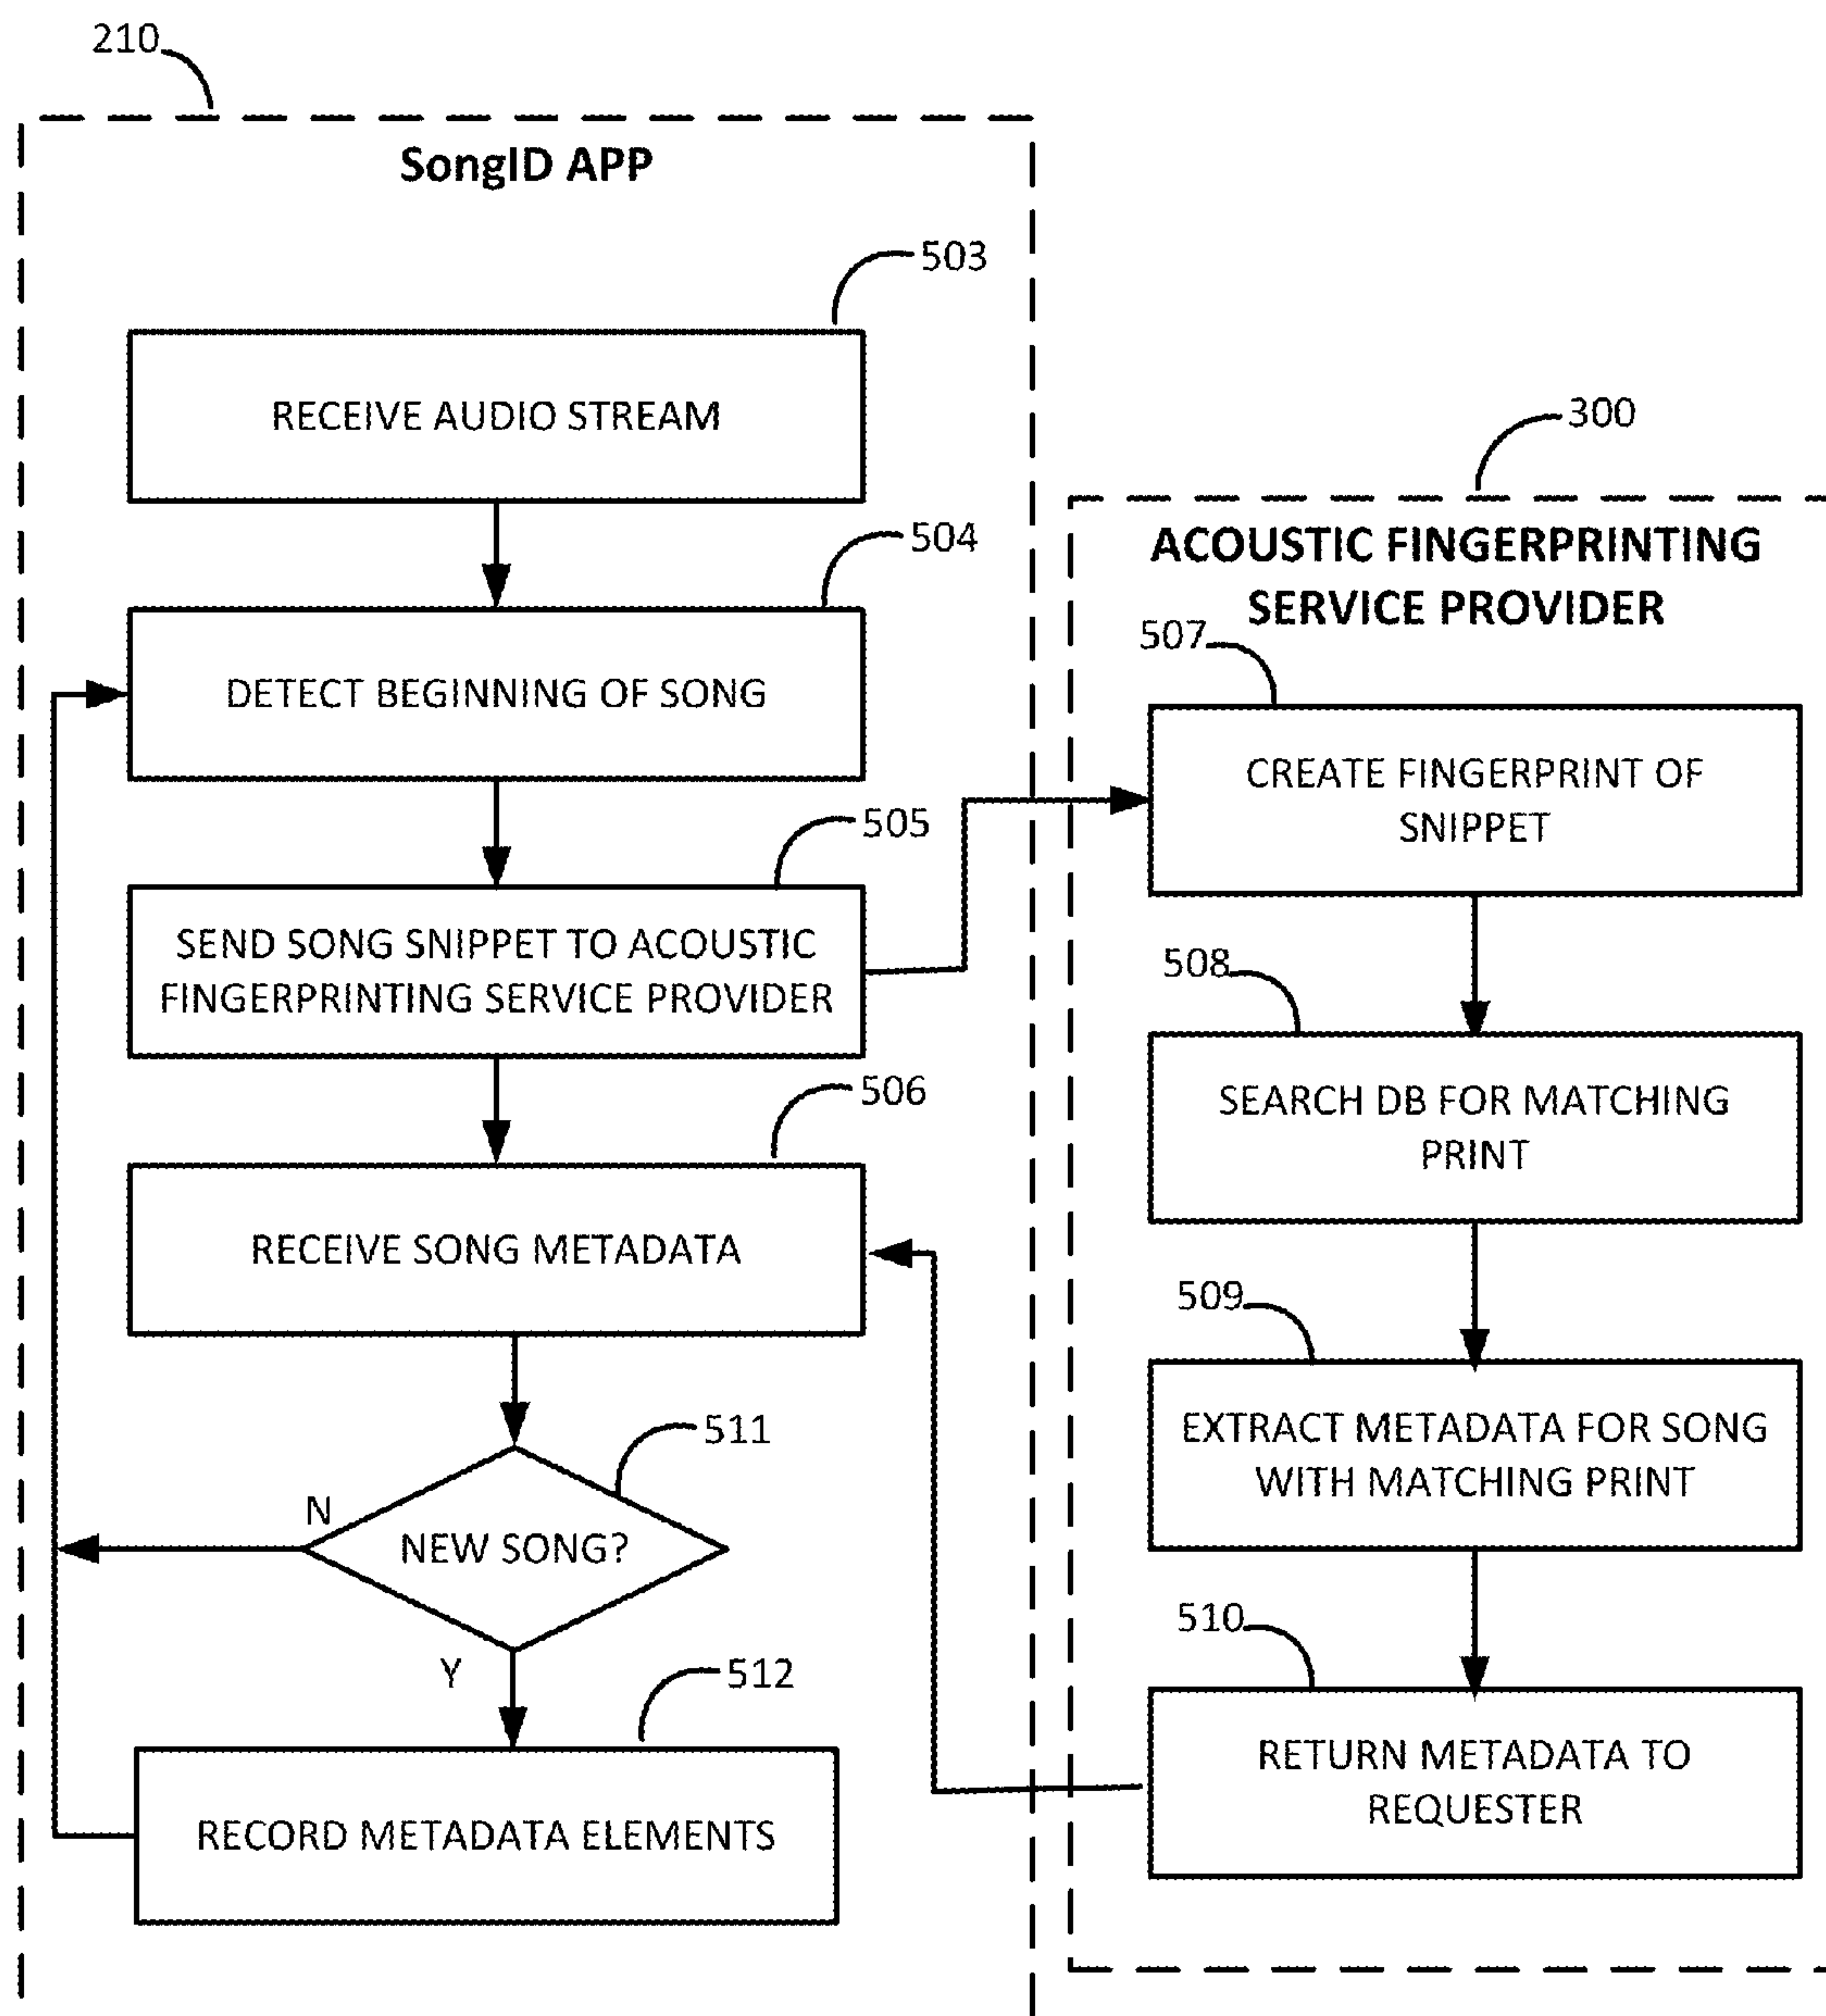 210
SongID APP
503
RECEIVE AUDIO STREAM
504
DETECT BEGINNING OF SONG
505
SEND SONG SNIPPET TO ACOUSTIC
FINGERPRINTING SERVICE PROVIDER
506
RECEIVE SONG METADATA
511
N
NEW SONG?
Y
512
RECORD METADATA ELEMENTS
300
ACOUSTIC FINGERPRINTING
SERVICE PROVIDER
507
CREATE FINGERPRINT OF
SNIPPET
508
SEARCH DB FOR MATCHING
PRINT
509
EXTRACT METADATA FOR SONG
WITH MATCHING PRINT
510
RETURN METADATA TO
REQUESTER